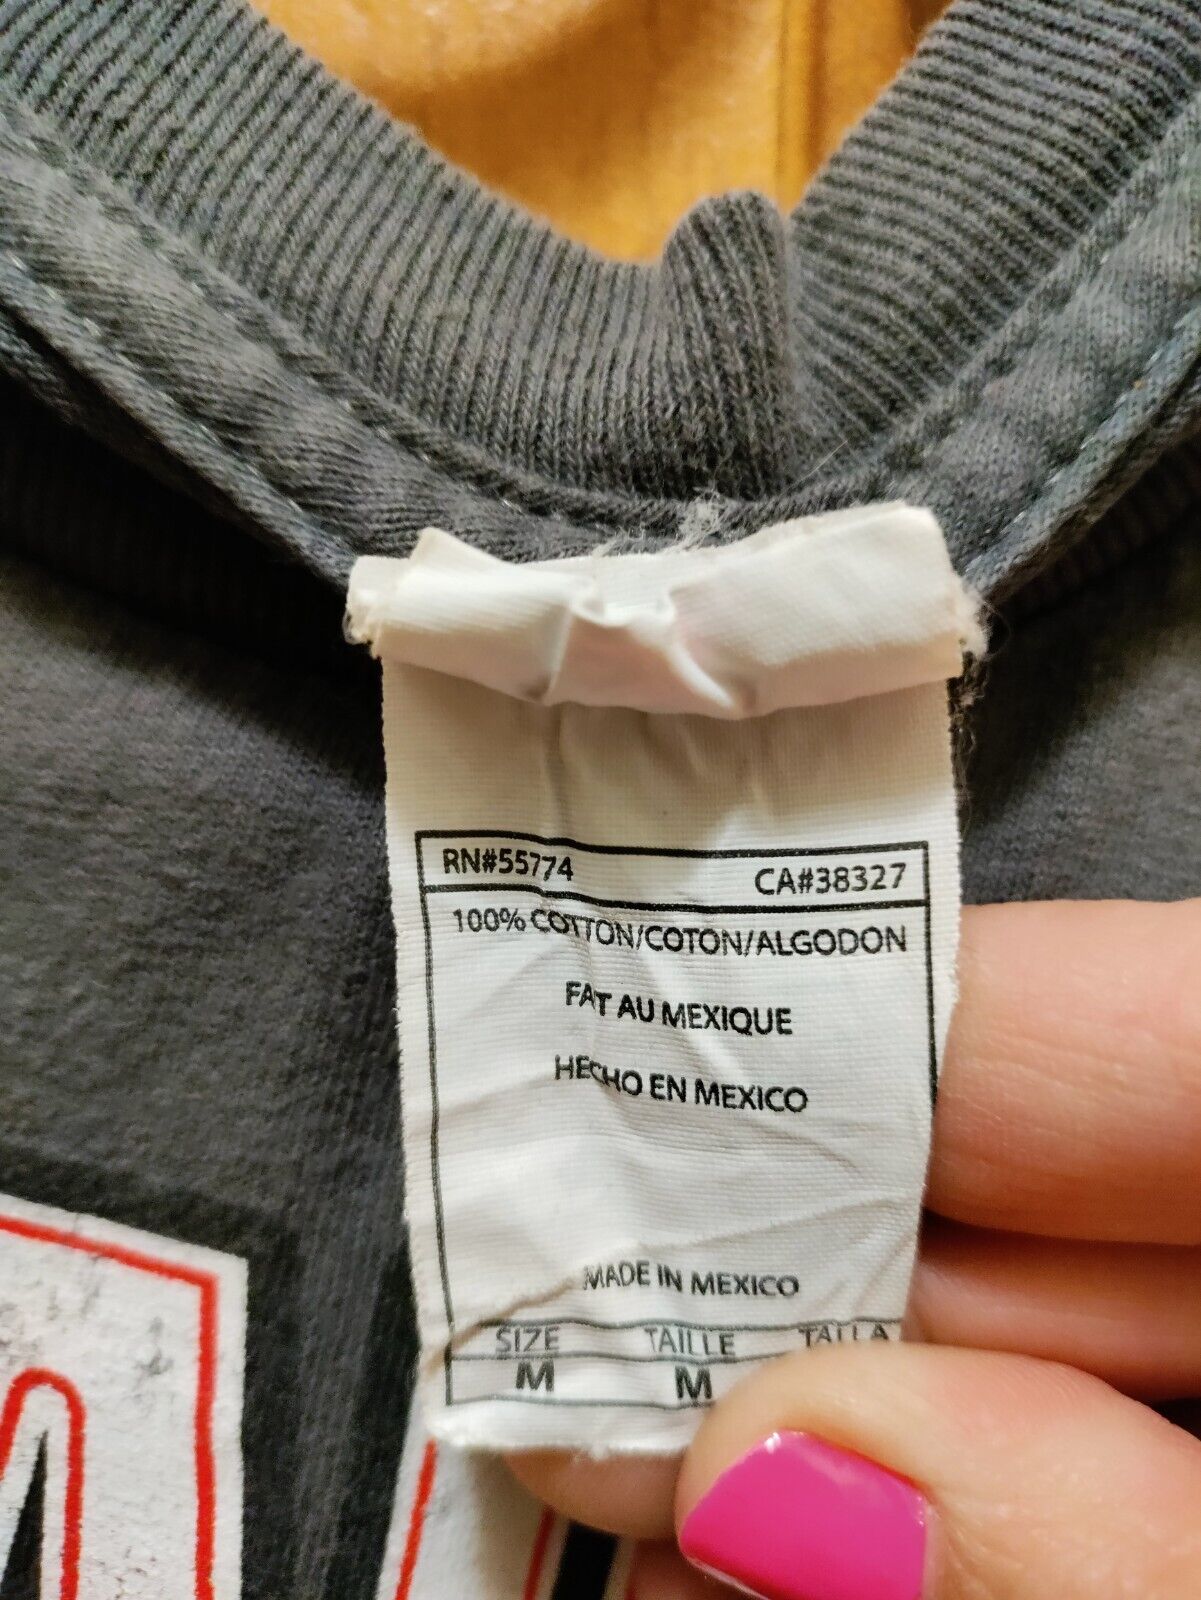 RN#55774 CA#38327
100% COTTON/COTON/ALGODON
FAIT AU MEXIQUE
HECHO EN MEXICO
MADE IN MEXICO
SIZE TAILLE TALLA
M M